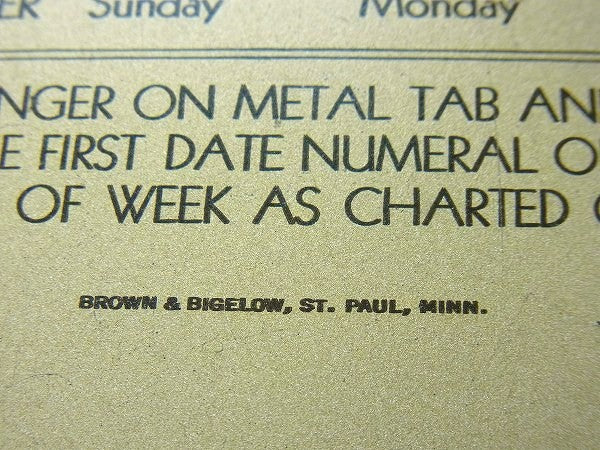 ER Sunday Monday
NGER ON METAL TAB AN
E FIRST DATE NUMERAL O
OF WEEK AS CHARTED
BROWN & BIGELOW, ST. PAUL, MINN.